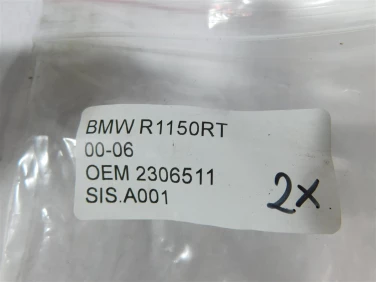 BMW R1150RT
00-06
OEM 2306511
SIS.A001
2x